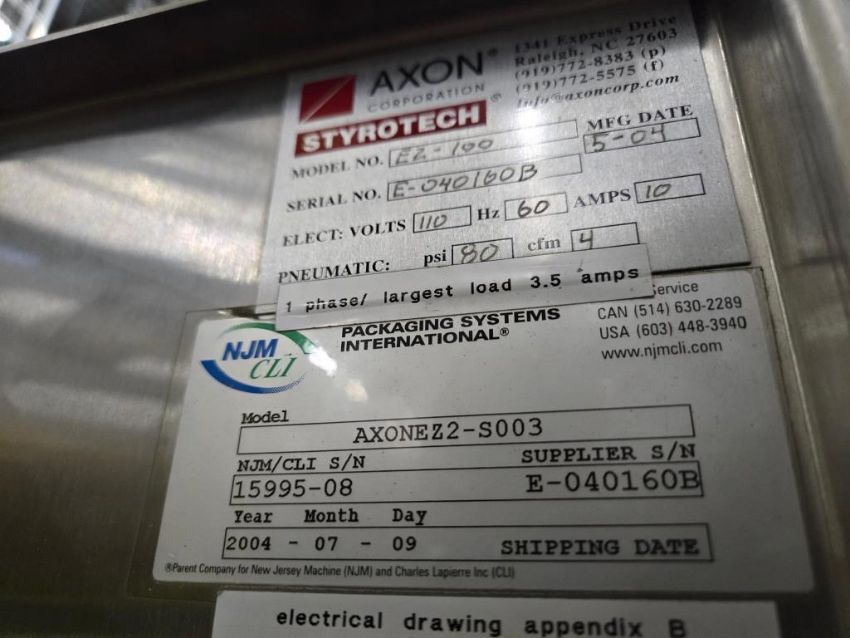 AXON®
CORPORATION
STYROTECH®
1341 Express Drive
Raleigh, NC 27603
(919)772-8383 (p)
(919)772-5575 (f)
Info@axoncorp.com
MODEL NO. EZ-100
MFG DATE 5-04
SERIAL NO. E-040160B
ELECT: VOLTS 110 Hz 60 AMPS 10
PNEUMATIC: psi 80 cfm 4
1 phase/ largest load 3.5 amps
NJM
CLI
PACKAGING SYSTEMS
INTERNATIONAL®
Service
CAN (514) 630-2289
USA (603) 448-3940
www.njmcli.com
Model
AXONEZ2-S003
NJM/CLI S/N SUPPLIER S/N
15995-08 E-040160B
Year Month Day
2004 - 07 - 09 SHIPPING DATE
®Parent Company for New Jersey Machine (NJM) and Charles Lapierre Inc (CLI)
electrical drawing appendix B